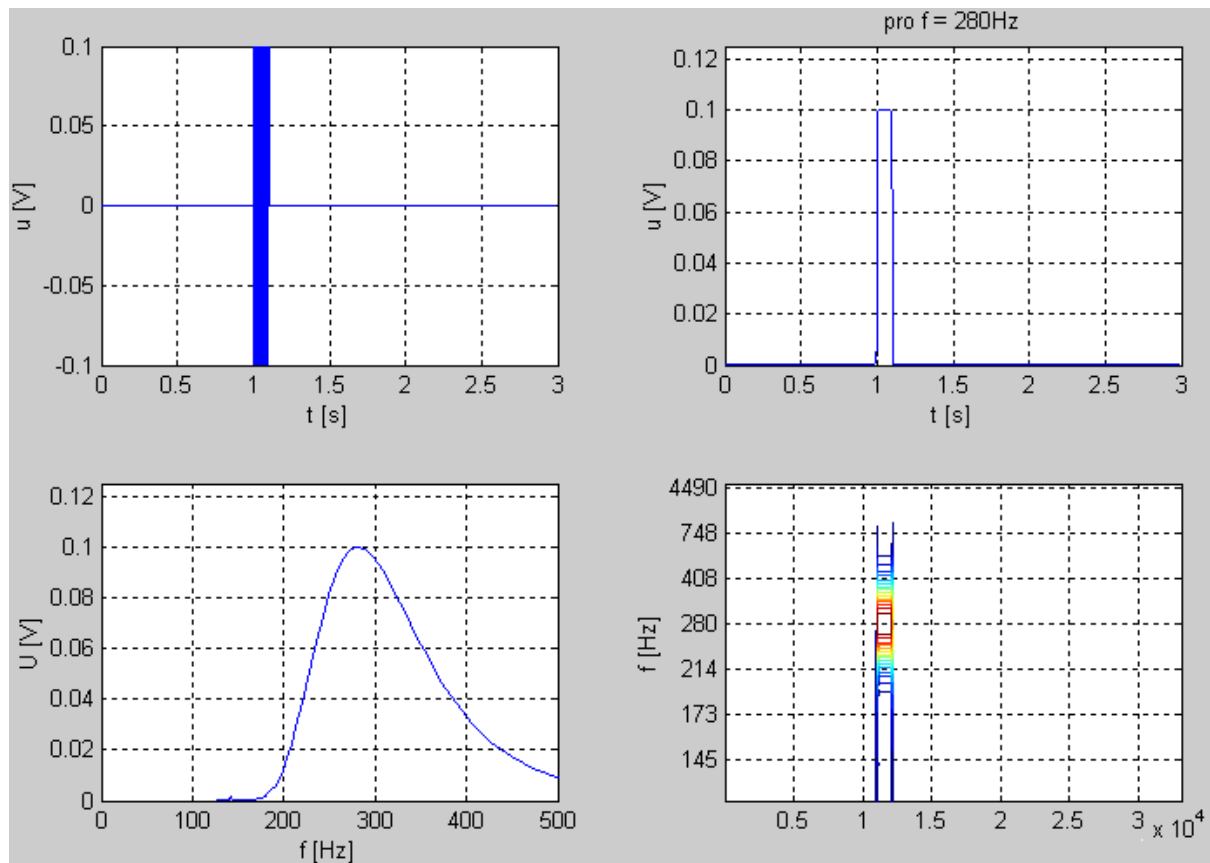 0.1
0.05
0
-0.05
-0.1
u [V]
0 0.5 1 1.5 2 2.5 3
t [s]
pro f = 280Hz
0.12
0.1
0.08
0.06
0.04
0.02
0
u [V]
0 0.5 1 1.5 2 2.5 3
t [s]
0.12
0.1
0.08
0.06
0.04
0.02
0
U [V]
0 100 200 300 400 500
f [Hz]
4490
748
408
280
214
173
145
f [Hz]
0.5 1 1.5 2 2.5 3
x 10^4